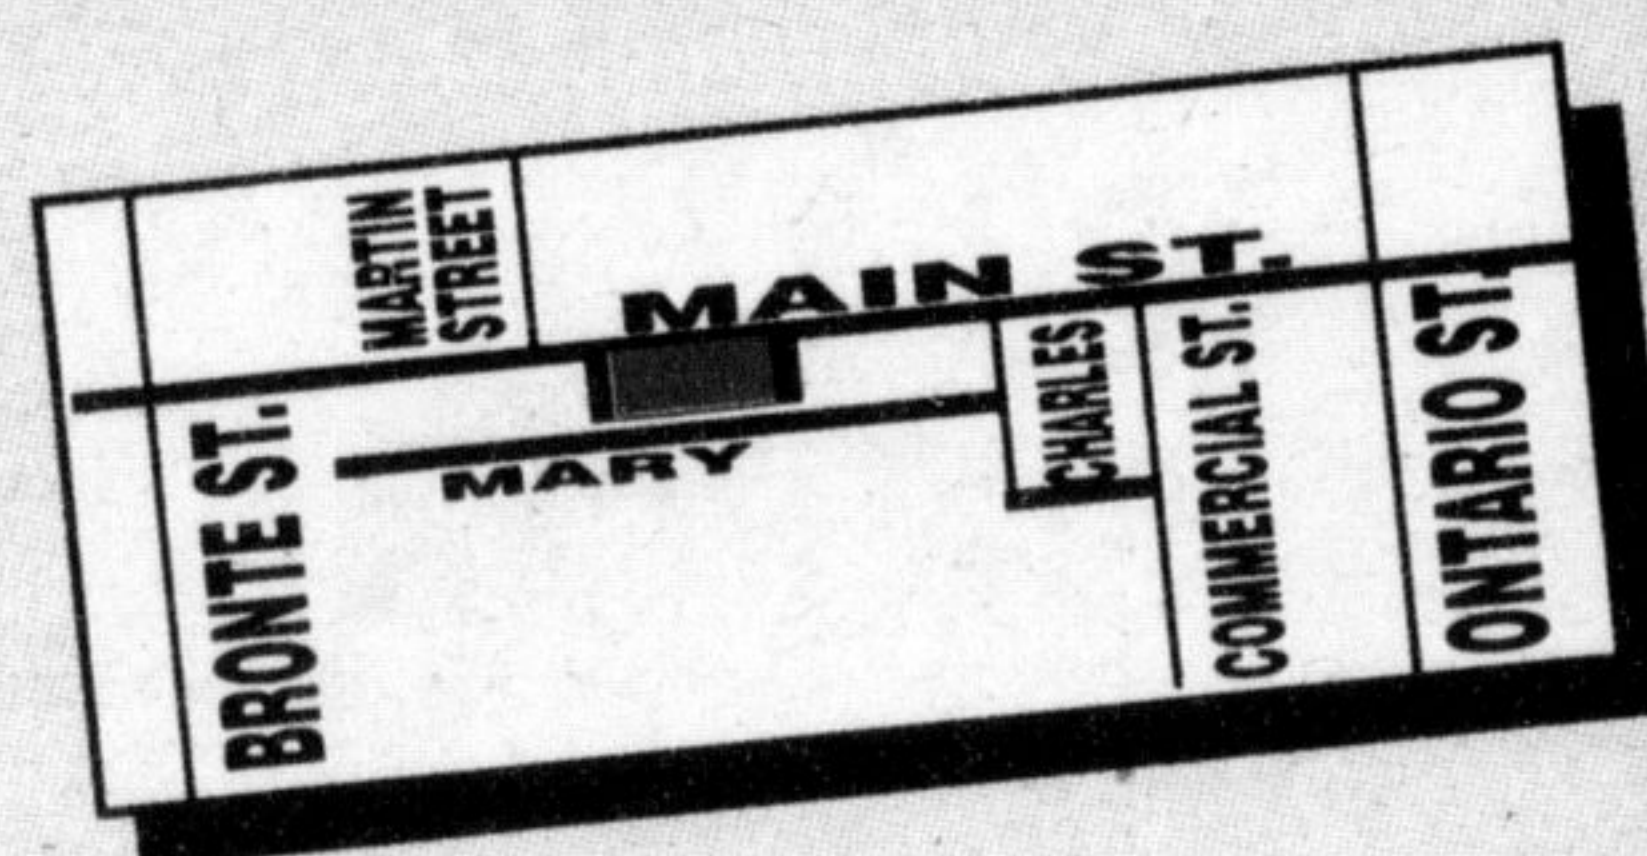 MARTIN
STREET
MAIN ST.
BRONTE ST.
MARY
CHARLES
COMMERCIAL ST.
ONTARIO ST.